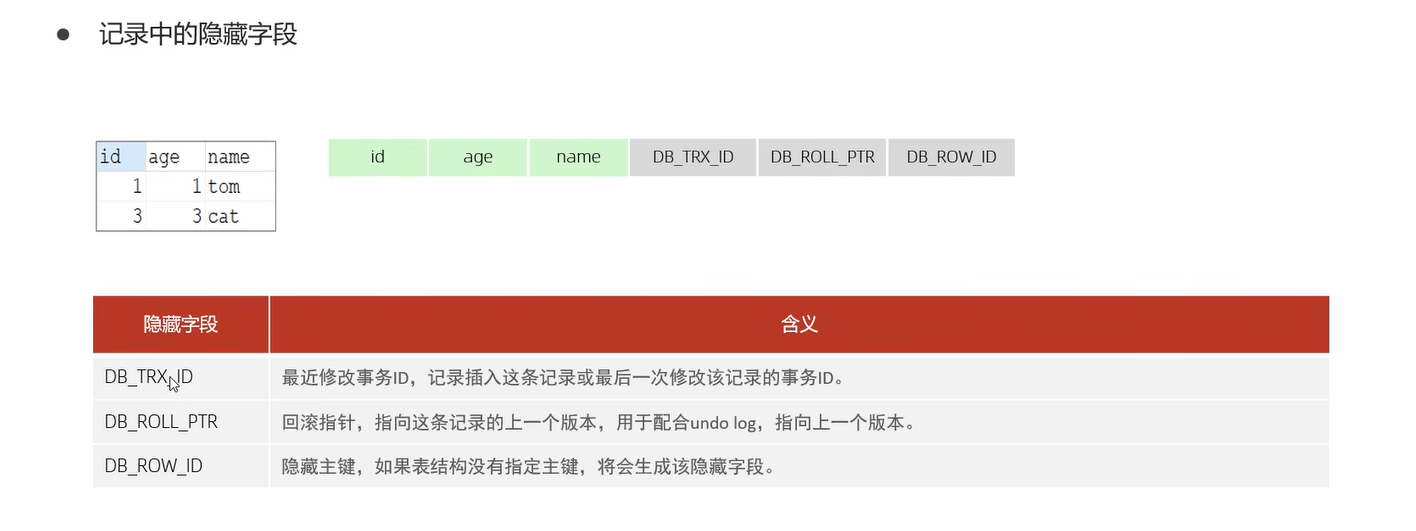 ● 记录中的隐藏字段
id age name
1 1 tom
3 3 cat
id age name DB_TRX_ID DB_ROLL_PTR DB_ROW_ID
隐藏字段 含义
DB_TRX_ID 最近修改事务ID，记录插入这条记录或最后一次修改该记录的事务ID。
DB_ROLL_PTR 回滚指针，指向这条记录的上一个版本，用于配合undo log，指向上一个版本。
DB_ROW_ID 隐藏主键，如果表结构没有指定主键，将会生成该隐藏字段。